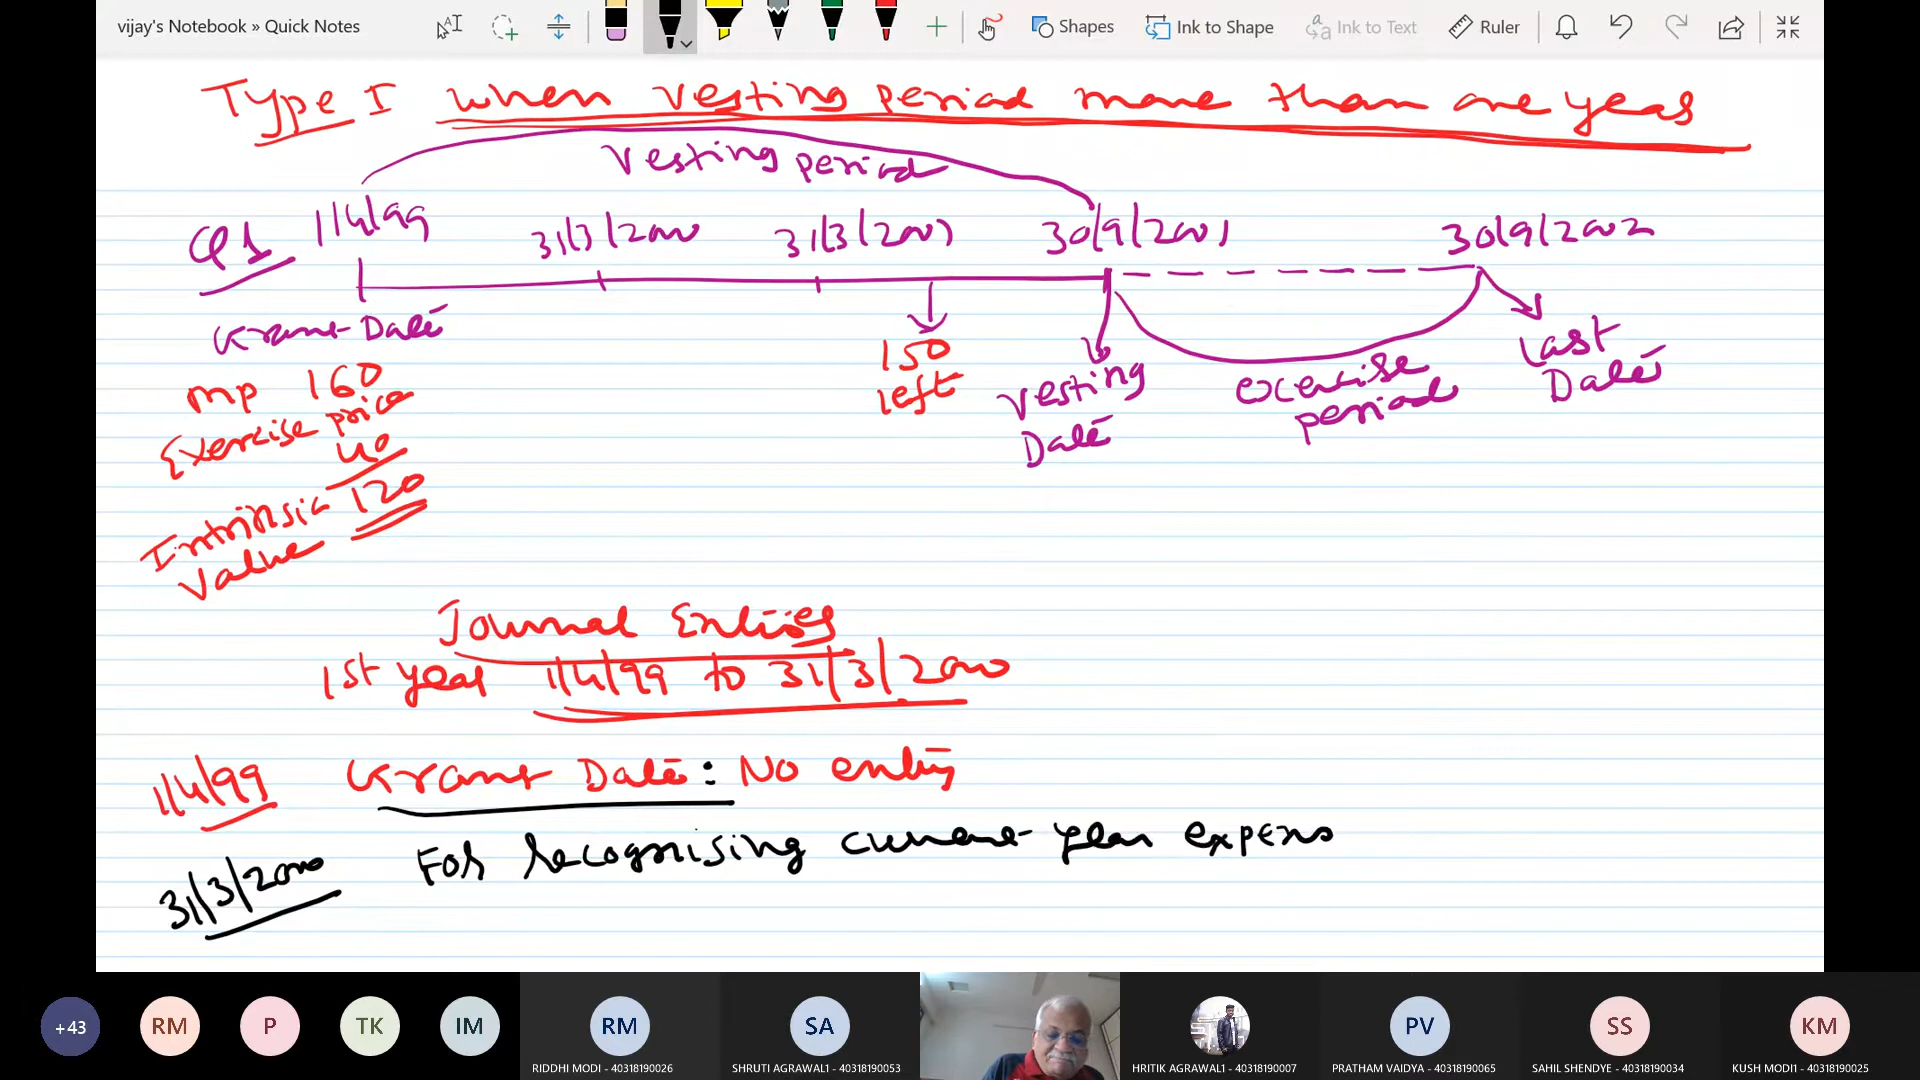 vijay's Notebook » Quick Notes
Shapes
Ink to Shape
Ink to Text
Ruler
Type I when vesting period more than one year
vesting period
Q1 1/4/99 31/3/2000 31/3/2001 30/9/2001 30/9/2002
Grant Date
150 left
vesting Date
excercise period
Last Date
MP 160
Exercise price 40
Intrinsic value 120
Journal Entries
1st year 1/4/99 to 31/3/2000
1/4/99 Grant Date : No entry
31/3/2000 For recognising current year expens
+43
RM
P
TK
IM
RM
RIDDHI MODI - 40318190026
SA
SHRUTI AGRAWAL1 - 40318190053
HRITIK AGRAWAL1 - 40318190007
PV
PRATHAM VAIDYA - 40318190065
SS
SAHIL SHENDYE - 40318190034
KM
KUSH MODI1 - 40318190025